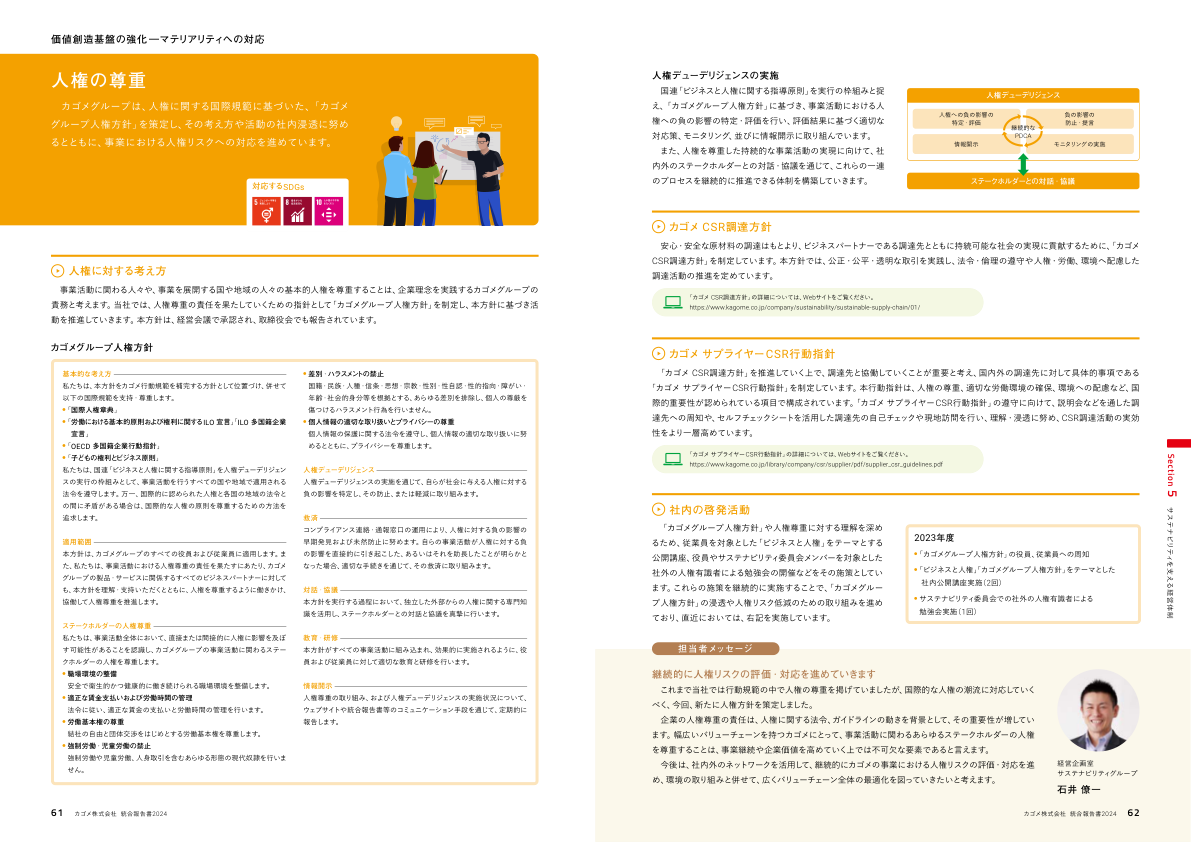 価値創造基盤の強化―マテリアリティへの対応
人権の尊重
カゴメグループは、人権に関する国際規範に基づいた、「カゴメ
グループ人権方針」を策定し、その考え方や活動の社内浸透に努め
るとともに、事業における人権リスクへの対応を進めています。
対応するSDGs
5
8
10
人権に対する考え方
事業活動に関わる人々や、事業を展開する国や地域の人々の基本的人権を尊重することは、企業理念を実践するカゴメグループの
責務と考えます。当社では、人権尊重の責任を果たしていくための指針として「カゴメグループ人権方針」を制定し、本方針に基づき活
動を推進していきます。本方針は、経営会議で承認され、取締役会でも報告されています。
カゴメグループ人権方針
基本的な考え方
私たちは、本方針をカゴメ行動規範を補完する方針として位置づけ、併せて
以下の国際規範を支持・尊重します。
•「国際人権章典」
•「労働における基本的原則および権利に関するILO宣言」「ILO多国籍企業
宣言」
•「OECD 多国籍企業行動指針」
•「子どもの権利とビジネス原則」
私たちは、国連「ビジネスと人権に関する指導原則」を人権デューデリジェン
スの実行の枠組みとして、事業活動を行うすべての国や地域で適用される
法令を遵守します。万一、国際的に認められた人権と各国の地域の法令と
の間に矛盾がある場合は、国際的な人権の原則を尊重するための方法を
追求します。
適用範囲
本方針は、カゴメグループのすべての役員および従業員に適用します。ま
た、私たちは、事業活動における人権尊重の責任を果たすにあたり、カゴメ
グループの製品・サービスに関係するすべてのビジネスパートナーに対して
も、本方針を理解・支持いただくとともに、人権を尊重するように働きかけ、
協働して人権尊重を推進します。
ステークホルダーの人権尊重
私たちは、事業活動全体において、直接または間接的に人権に影響を及ぼ
す可能性があることを認識し、カゴメグループの事業活動に関わるステー
クホルダーの人権を尊重します。
•職場環境の整備
安全で衛生的かつ健康的に働き続けられる職場環境を整備します。
•適正な賃金支払いおよび労働時間の管理
法令に従い、適正な賃金の支払いと労働時間の管理を行います。
•労働基本権の尊重
結社の自由と団体交渉をはじめとする労働基本権を尊重します。
•強制労働・児童労働の禁止
強制労働や児童労働、人身取引を含むあらゆる形態の現代奴隷を行いま
せん。
•差別・ハラスメントの禁止
国籍・民族・人種・信条・思想・宗教・性別・性自認・性的指向・障がい・
年齢・社会的身分等を根拠とする、あらゆる差別を排除し、個人の尊厳を
傷つけるハラスメント行為を行いません。
•個人情報の適切な取り扱いとプライバシーの尊重
個人情報の保護に関する法令を遵守し、個人情報の適切な取り扱いに努
めるとともに、プライバシーを尊重します。
人権デューデリジェンス
人権デューデリジェンスの実施を通じて、自らが社会に与える人権に対する
負の影響を特定し、その防止、または軽減に取り組みます。
救済
コンプライアンス連絡・通報窓口の運用により、人権に対する負の影響の
早期発見および未然防止に努めます。自らの事業活動が人権に対する負
の影響を直接的に引き起こした、あるいはそれを助長したことが明らかと
なった場合、適切な手続きを通じて、その救済に取り組みます。
対話・協議
本方針を実行する過程において、独立した外部からの人権に関する専門知
識を活用し、ステークホルダーとの対話と協議を真摯に行います。
教育・研修
本方針がすべての事業活動に組み込まれ、効果的に実施されるように、役
員および従業員に対して適切な教育と研修を行います。
情報開示
人権尊重の取り組み、および人権デューデリジェンスの実施状況について、
ウェブサイトや統合報告書等のコミュニケーション手段を通じて、定期的に
報告します。
61 カゴメ株式会社 統合報告書2024
人権デューデリジェンスの実施
国連「ビジネスと人権に関する指導原則」を実行の枠組みと捉
え、「カゴメグループ人権方針」に基づき、事業活動における人
権への負の影響の特定・評価を行い、評価結果に基づく適切な
対応策、モニタリング、並びに情報開示に取り組んでいます。
また、人権を尊重した持続的な事業活動の実現に向けて、社
内外のステークホルダーとの対話・協議を通じて、これらの一連
のプロセスを継続的に推進できる体制を構築していきます。
人権デューデリジェンス
人権への負の影響の
特定・評価
負の影響の
防止・是習
継続的な
PDCA
情報開示
モニタリングの実施
ステークホルダーとの対話・協議
カゴメ CSR調達方針
安心・安全な原材料の調達はもとより、ビジネスパートナーである調達先とともに持続可能な社会の実現に貢献するために、「カゴメ
CSR調達方針」を制定しています。本方針では、公正・公平・透明な取引を実践し、法令・倫理の遵守や人権・労働、環境へ配慮した
調達活動の推進を定めています。
「カゴメ CSR調達方針」の詳細については、Webサイトをご覧ください。
https://www.kagome.co.jp/company/sustainability/sustainable-supply-chain/01/
カゴメ サプライヤーCSR行動指針
「カゴメ CSR調達方針」を推進していく上で、調達先と協働していくことが重要と考え、国内外の調達先に対して具体的事項である
「カゴメ サプライヤーCSR行動指針」を制定しています。本行動指針は、人権の尊重、適切な労働環境の確保、環境への配慮など、国
際的重要性が認められている項目で構成されています。「カゴメ サプライヤーCSR行動指針」の遵守に向けて、説明会などを通した調
達先への周知や、セルフチェックシートを活用した調達先の自己チェックや現地訪問を行い、理解・浸透に努め、CSR調達活動の実効
性をより一層高めています。
「カゴメ サプライヤーCSR行動指針」の詳細については、Webサイトをご覧ください。
https://www.kagome.co.jp/library/company/csr/supplier/pdf/supplier_csr_guidelines.pdf
社内の啓発活動
「カゴメグループ人権方針」や人権尊重に対する理解を深め
るため、従業員を対象とした「ビジネスと人権」をテーマとする
公開講座、役員やサステナビリティ委員会メンバーを対象とした
社外の人権有識者による勉強会の開催などをその施策としてい
ます。これらの施策を継続的に実施することで、「カゴメグルー
プ人権方針」の浸透や人権リスク低減のための取り組みを進め
ており、直近においては、右記を実施しています。
2023年度
•「カゴメグループ人権方針」の役員、従業員への周知
•「ビジネスと人権」「カゴメグループ人権方針」をテーマとした
社内公開講座実施(2回)
•サステナビリティ委員会での社外の人権有識者による
勉強会実施(1回)
担当者メッセージ
継続的に人権リスクの評価・対応を進めていきます
これまで当社では行動規範の中で人権の尊重を掲げていましたが、国際的な人権の潮流に対応していく
べく、今回、新たに人権方針を策定しました。
企業の人権尊重の責任は、人権に関する法令、ガイドラインの動きを背景として、その重要性が増してい
ます。幅広いバリューチェーンを持つカゴメにとって、事業活動に関わるあらゆるステークホルダーの人権
を尊重することは、事業継続や企業価値を高めていく上では不可欠な要素であると言えます。
今後は、社内外のネットワークを活用して、継続的にカゴメの事業における人権リスクの評価・対応を進
め、環境の取り組みと併せて、広くバリューチェーン全体の最適化を図っていきたいと考えます。
経営企画室
サステナビリティグループ
石井 僚一
Section 5
サステナビリティを支える経営体制
カゴメ株式会社 統合報告書2024 62